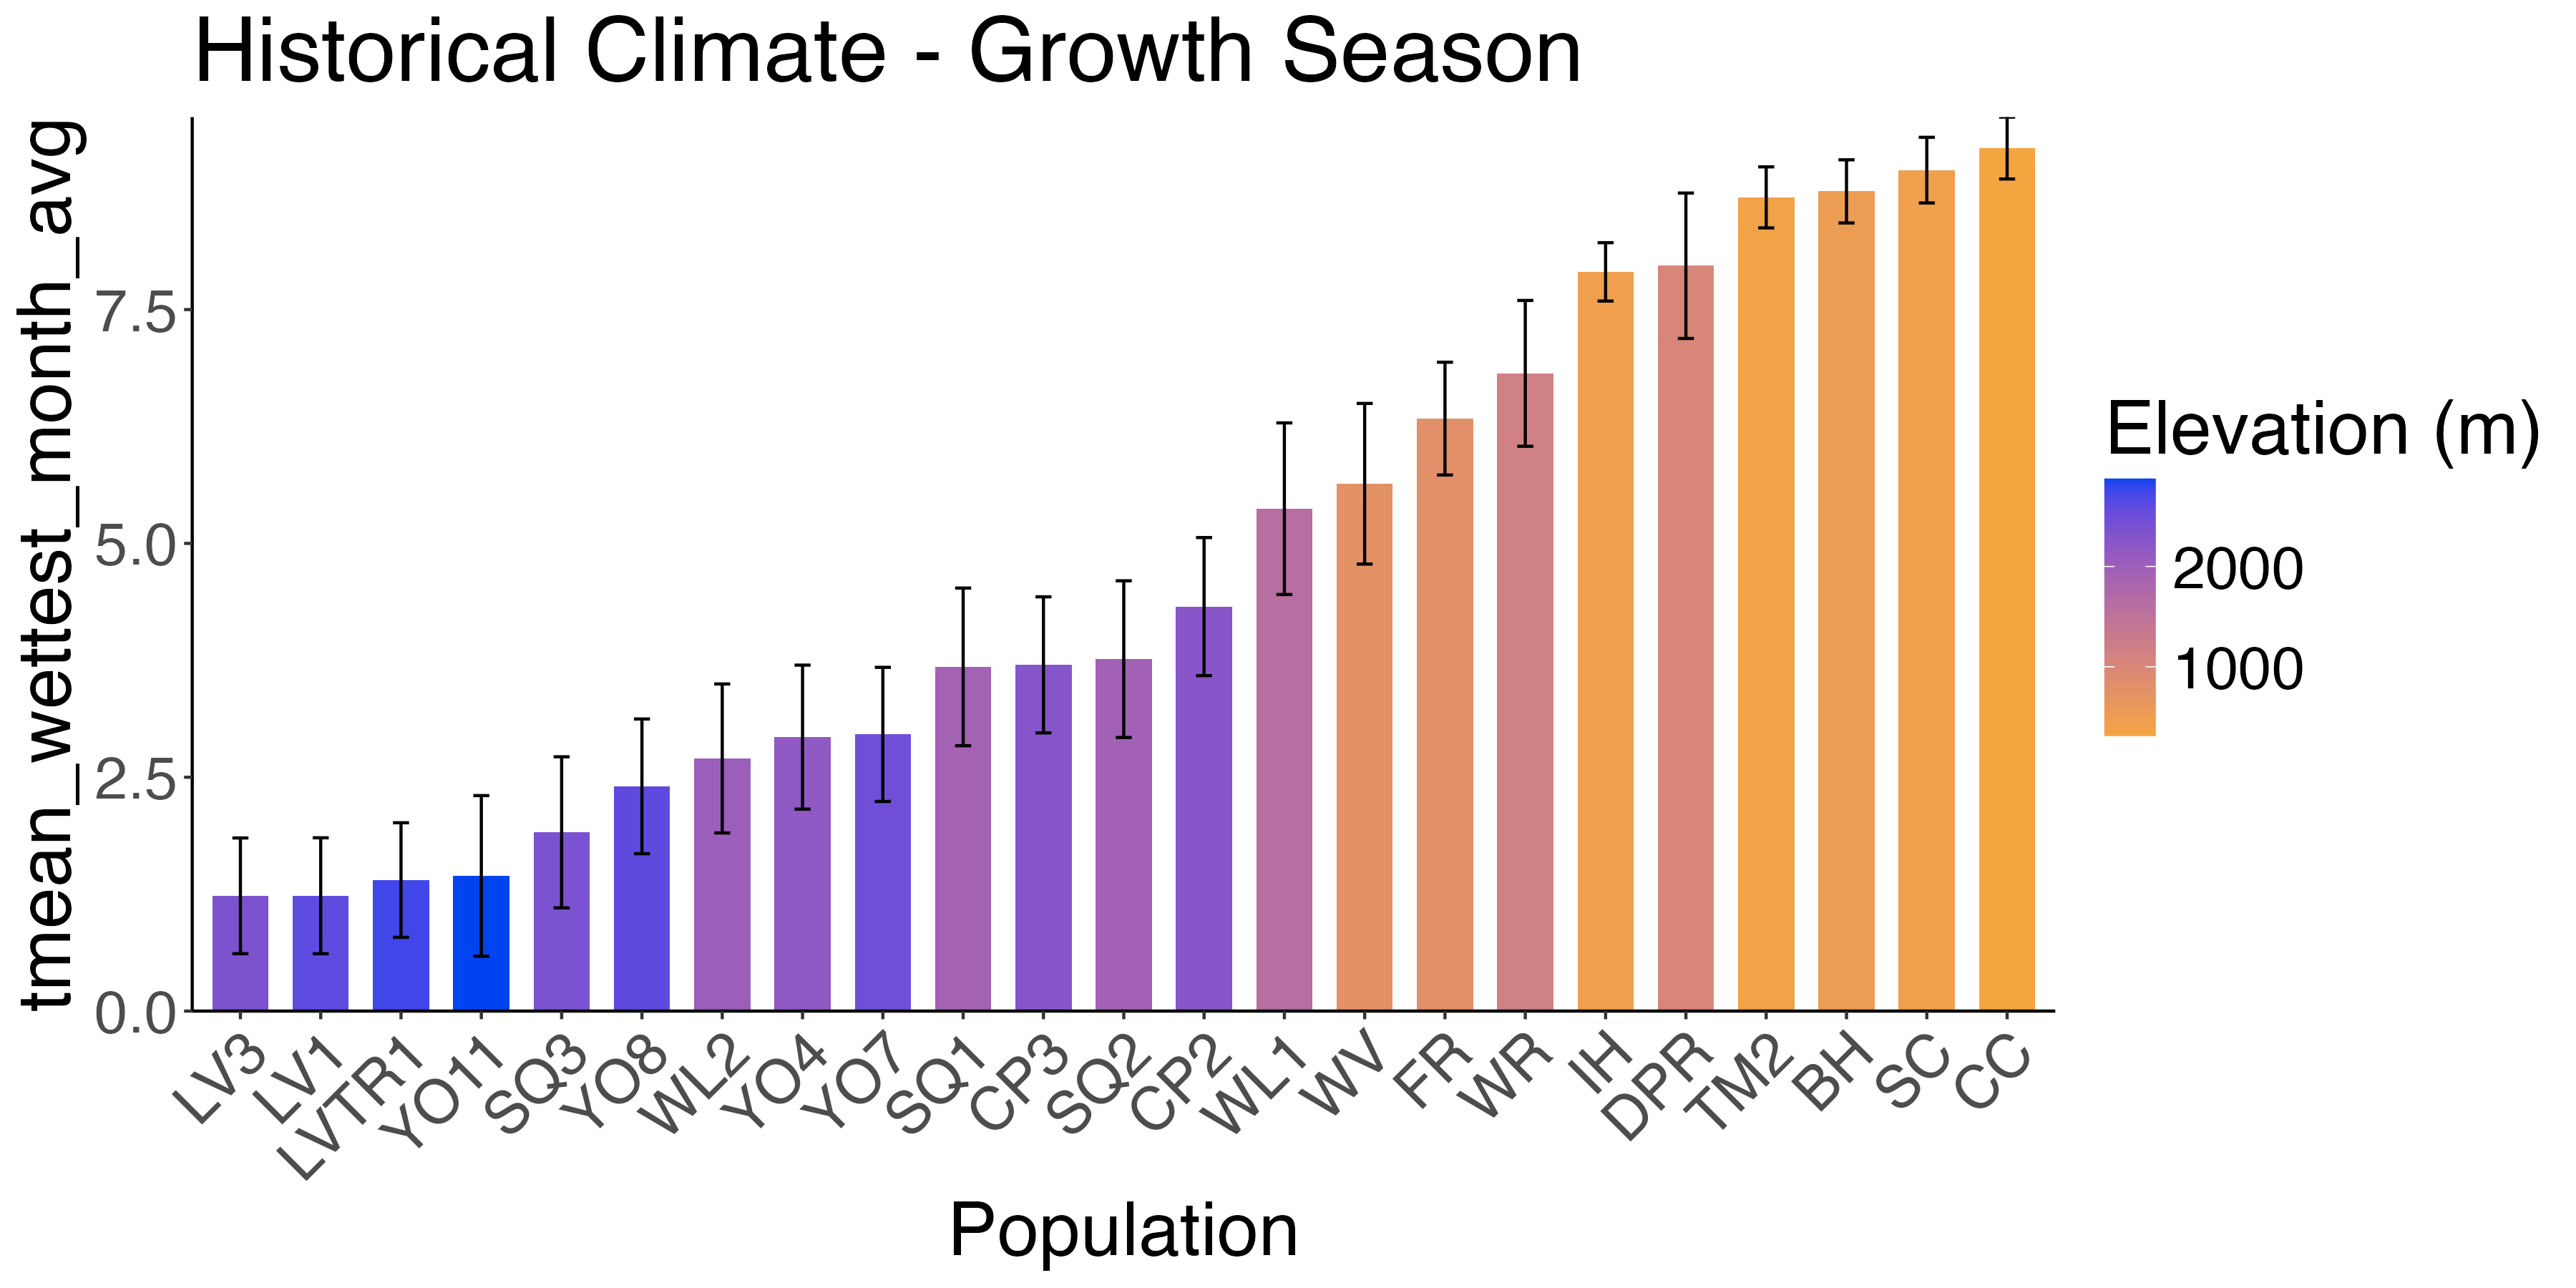 Historical Climate - Growth Season
tmean_wettest_month_avg
7.5
5.0
2.5
0.0
LV3
LV1
LVTR1
YO11
SQ3
YO8
WL2
YO4
YO7
SQ1
CP3
SQ2
CP2
WL1
WV
FR
WR
IH
DPR
TM2
BH
SC
CC
Population
Elevation (m)
2000
1000